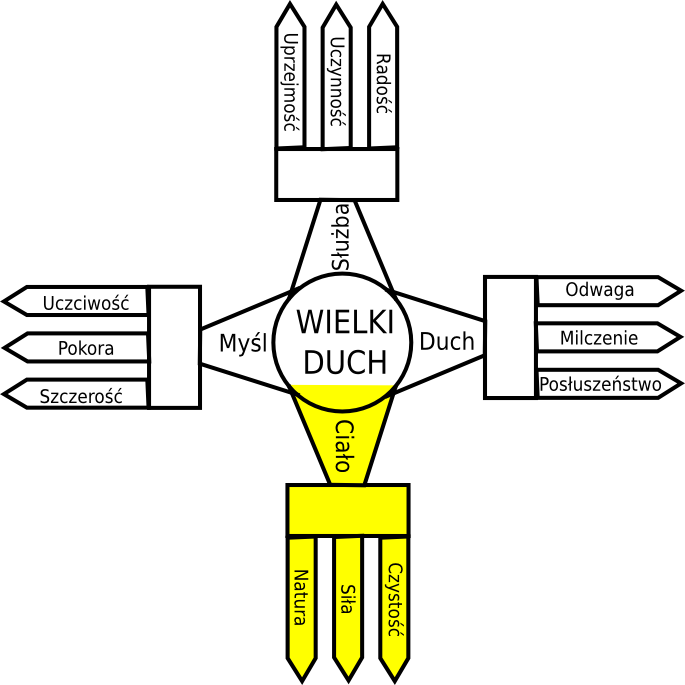 Uprzejmość
Uczynność
Radość
Służba
Uczciwość
Pokora
Szczerość
Myśl
WIELKI
DUCH
Duch
Odwaga
Milczenie
Posłuszeństwo
Ciało
Natura
Siła
Czystość